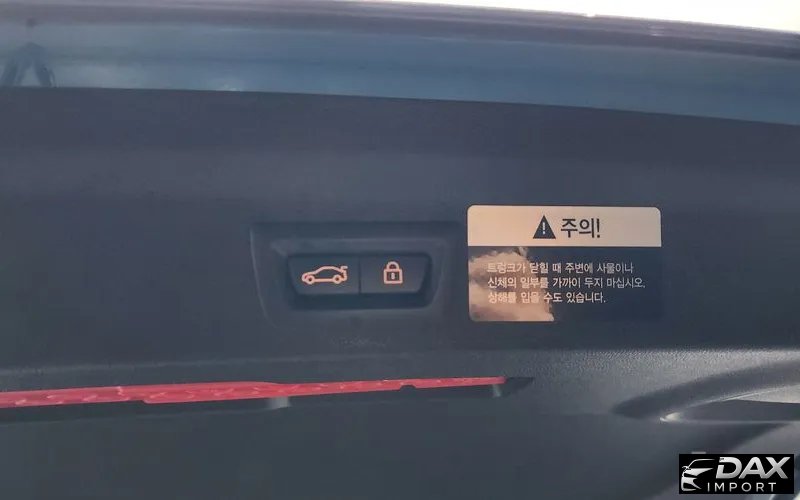 주의!
트렁크가 닫힐 때 주변에 사물이나
신체의 일부를 가까이 두지 마십시오.
상해를 입을 수도 있습니다.
DAX
IMPORT